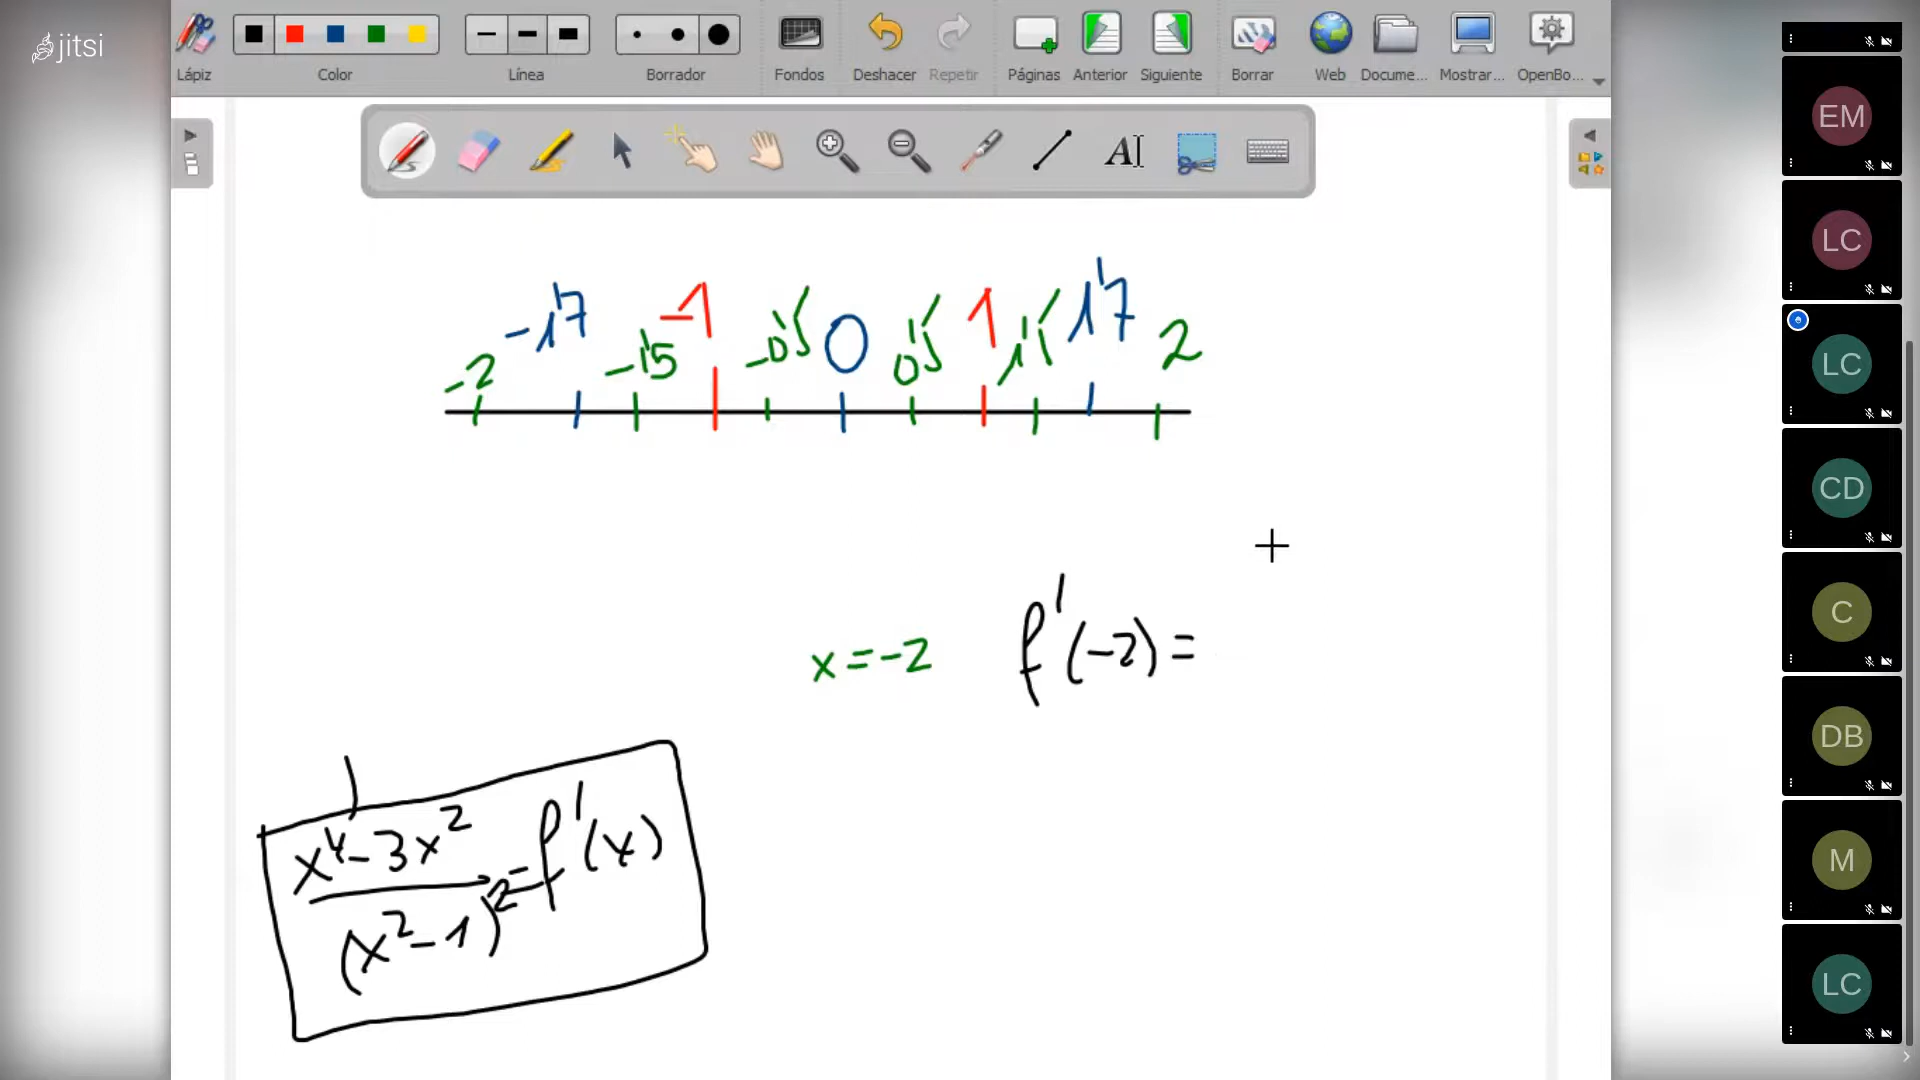 jitsi
Lápiz Color Línea Borrador Fondos Deshacer Repetir Páginas Anterior Siguiente Borrar Web Docume... Mostrar... OpenBo...
-2 -1'7 -1'5 -1 -0'5 0 0'5 1 1'5 1'7 2
x = -2 f'(-2) =
x⁴ - 3x² / (x² - 1)² = f'(x)
EM
LC
LC
CD
C
DB
M
LC